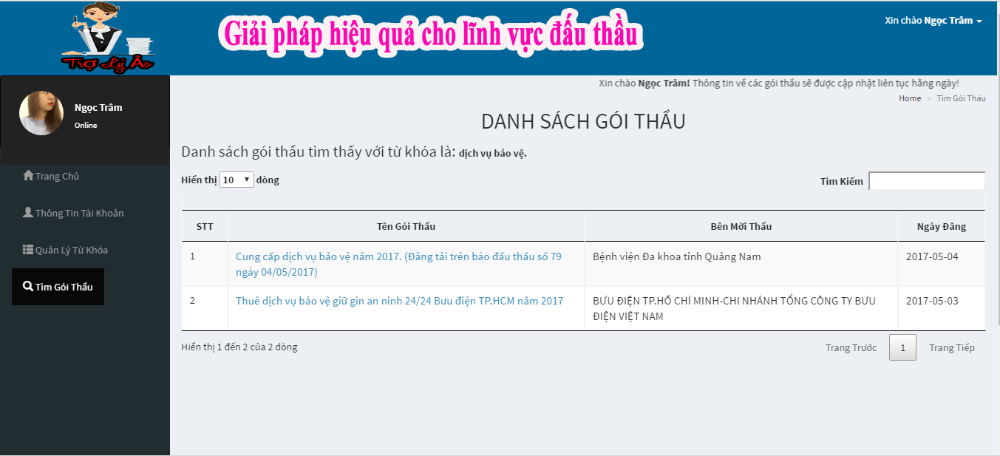 Trợ Lý Ảo
Giải pháp hiệu quả cho lĩnh vực đấu thầu
Xin chào Ngọc Trâm
Ngọc Trâm
Online
Trang Chủ
Thông Tin Tài Khoản
Quản Lý Từ Khóa
Tìm Gói Thầu
Xin chào Ngọc Trâm! Thông tin về các gói thầu sẽ được cập nhật liên tục hằng ngày!
Home > Tìm Gói Thầu
DANH SÁCH GÓI THẦU
Danh sách gói thầu tìm thấy với từ khóa là: dịch vụ bảo vệ.
Hiển thị 10 dòng
Tìm Kiếm
STT Tên Gói Thầu Bên Mời Thầu Ngày Đăng
1 Cung cấp dịch vụ bảo vệ năm 2017. (Đăng tải trên báo đấu thầu số 79 Bệnh viện Đa khoa tỉnh Quảng Nam 2017-05-04
ngày 04/05/2017)
2 Thuê dịch vụ bảo vệ giữ gìn an ninh 24/24 Bưu điện TP.HCM năm 2017 BƯU ĐIỆN TP.HỒ CHÍ MINH-CHI NHÁNH TỔNG CÔNG TY BƯU 2017-05-03
ĐIỆN VIỆT NAM
Hiển thị 1 đến 2 của 2 dòng
Trang Trước 1 Trang Tiếp